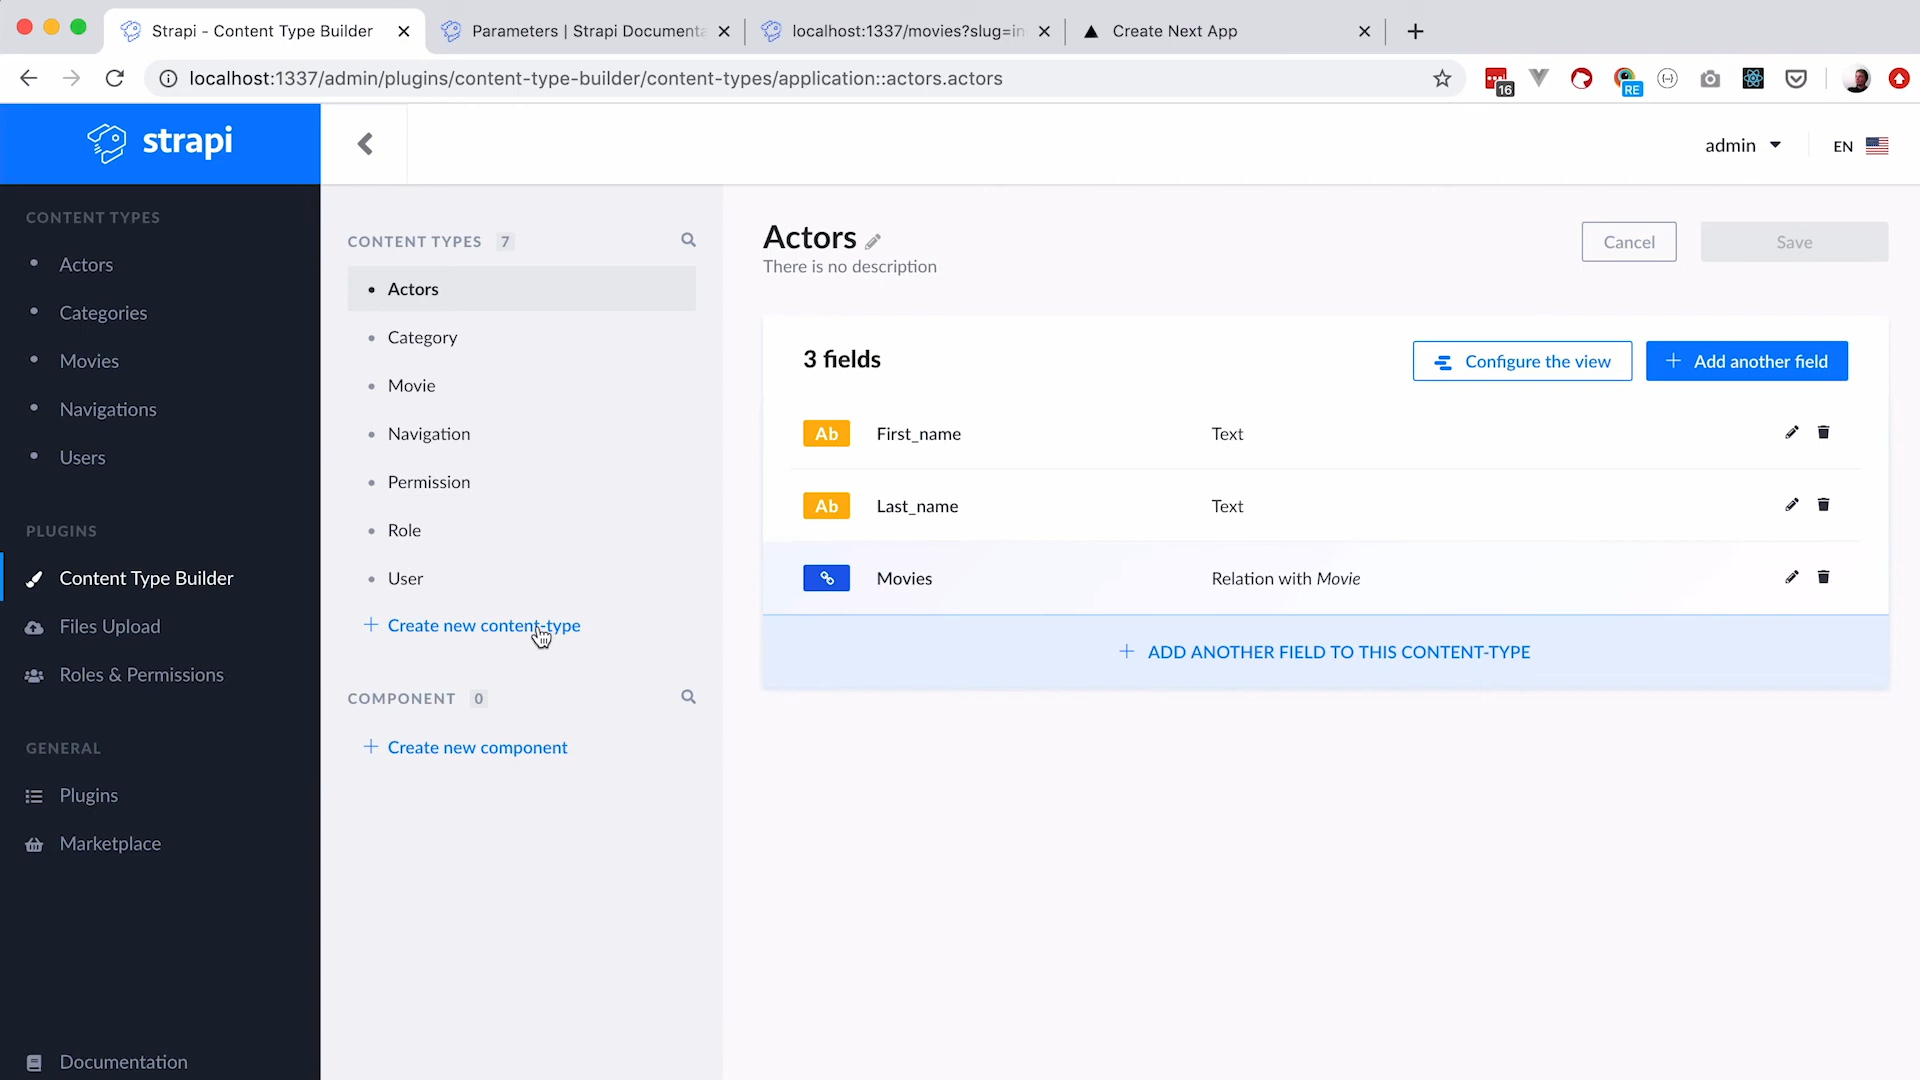 Strapi - Content Type Builder
Parameters | Strapi Documenta
localhost:1337/movies?slug=in
Create Next App
localhost:1337/admin/plugins/content-type-builder/content-types/application::actors.actors
16
RE
strapi
admin
EN
CONTENT TYPES
Actors
Categories
Movies
Navigations
Users
PLUGINS
Content Type Builder
Files Upload
Roles & Permissions
GENERAL
Plugins
Marketplace
Documentation
CONTENT TYPES 7
Actors
Category
Movie
Navigation
Permission
Role
User
+ Create new content-type
COMPONENT 0
+ Create new component
Actors
There is no description
Cancel
Save
3 fields
Configure the view
+ Add another field
Ab First_name Text
Ab Last_name Text
Movies Relation with Movie
+ ADD ANOTHER FIELD TO THIS CONTENT-TYPE